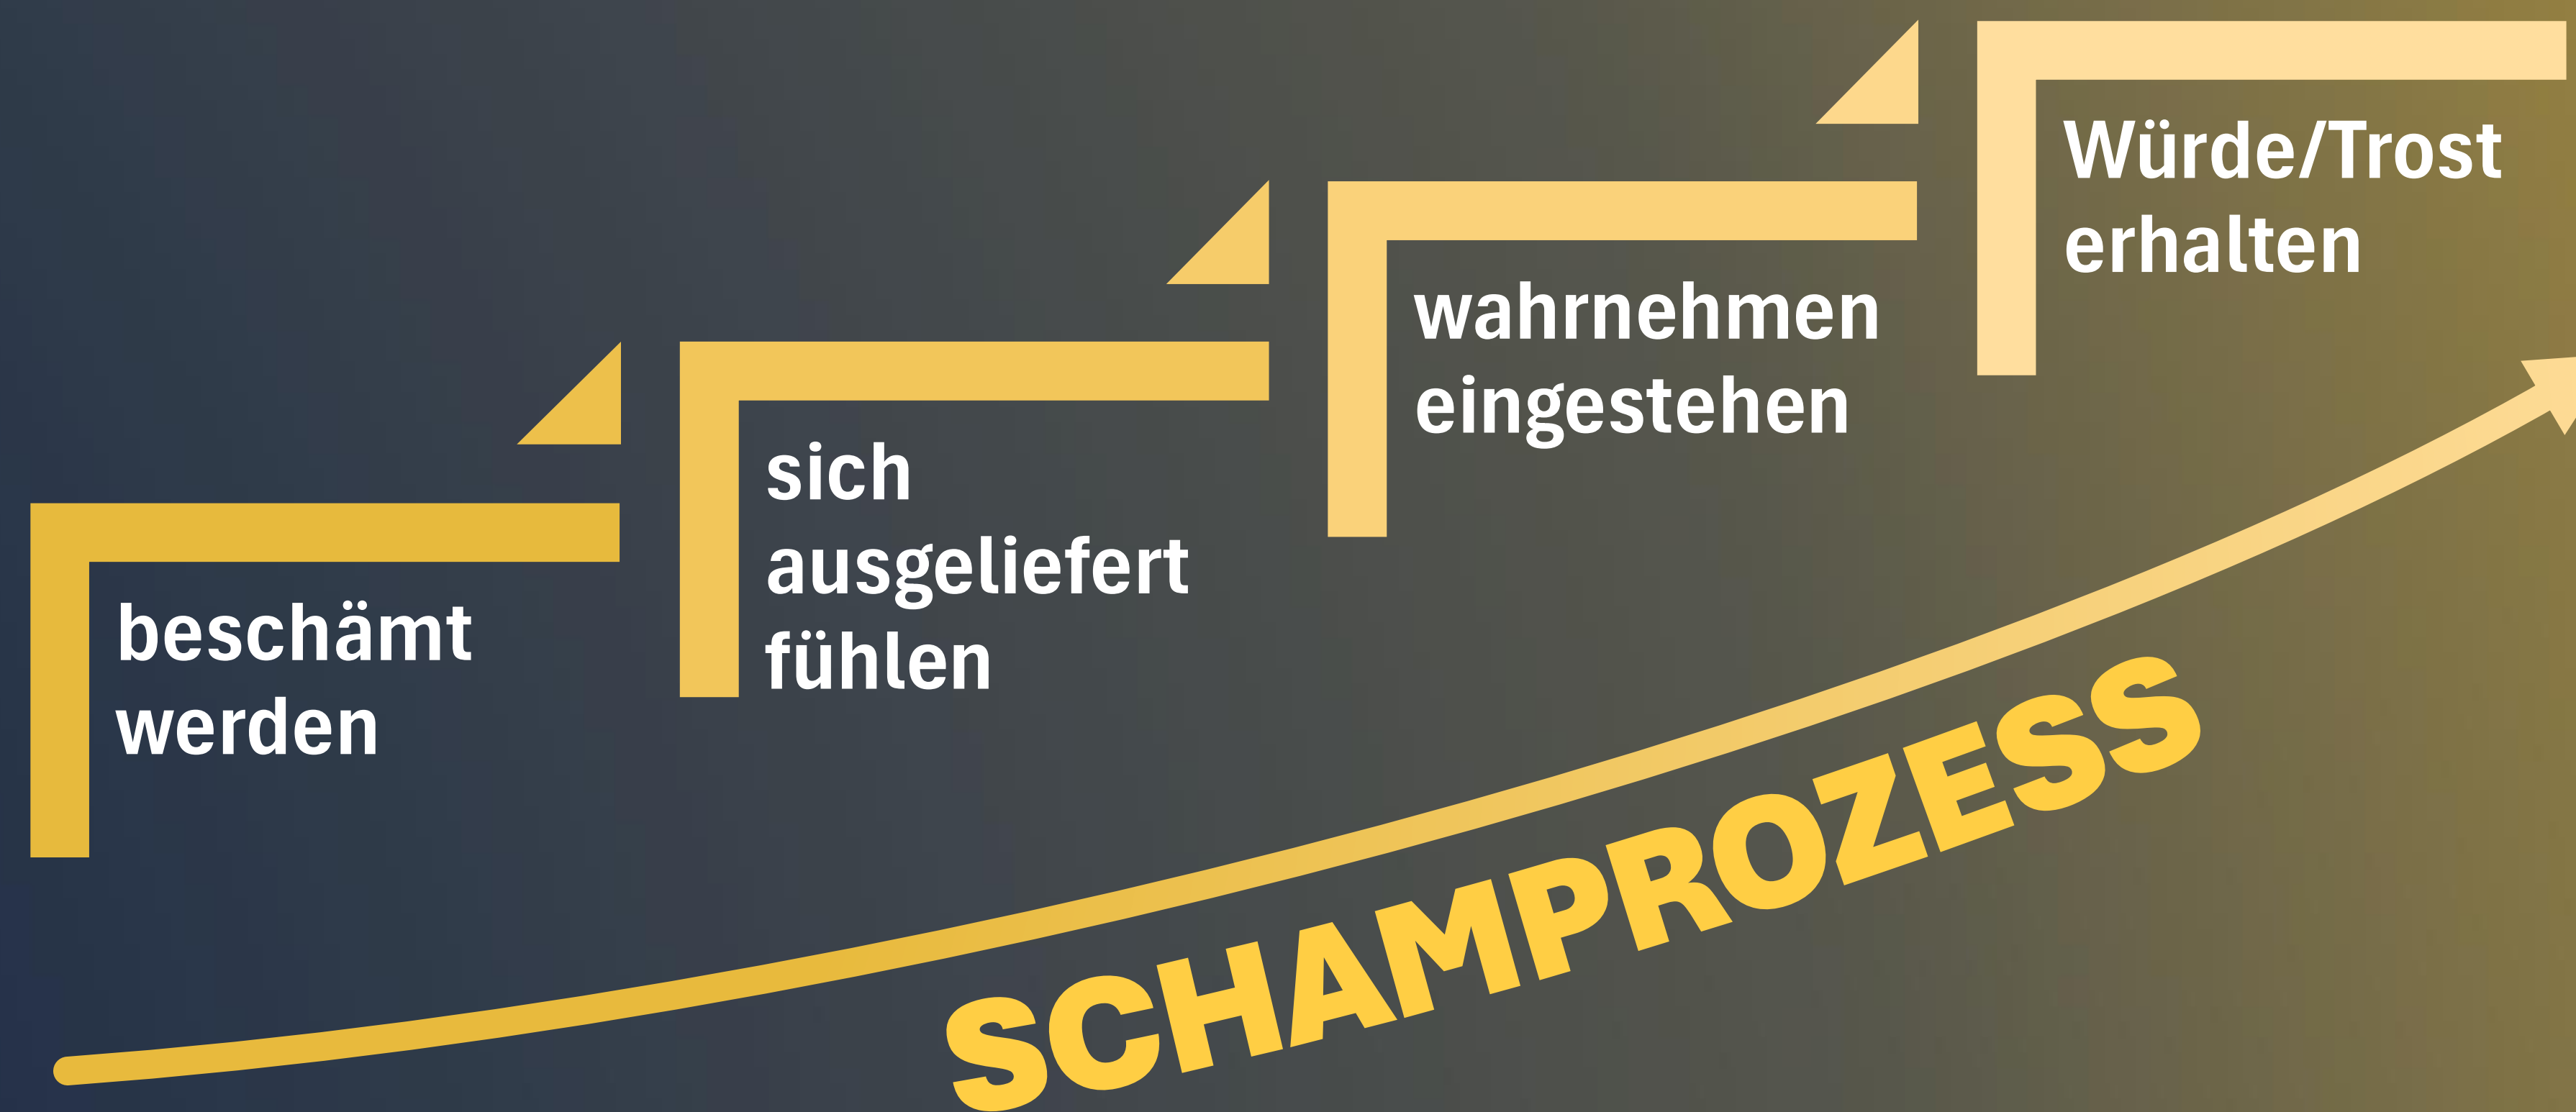 beschämt
werden
sich
ausgeliefert
fühlen
wahrnehmen
eingestehen
Würde/Trost
erhalten
SCHAMPROZESS